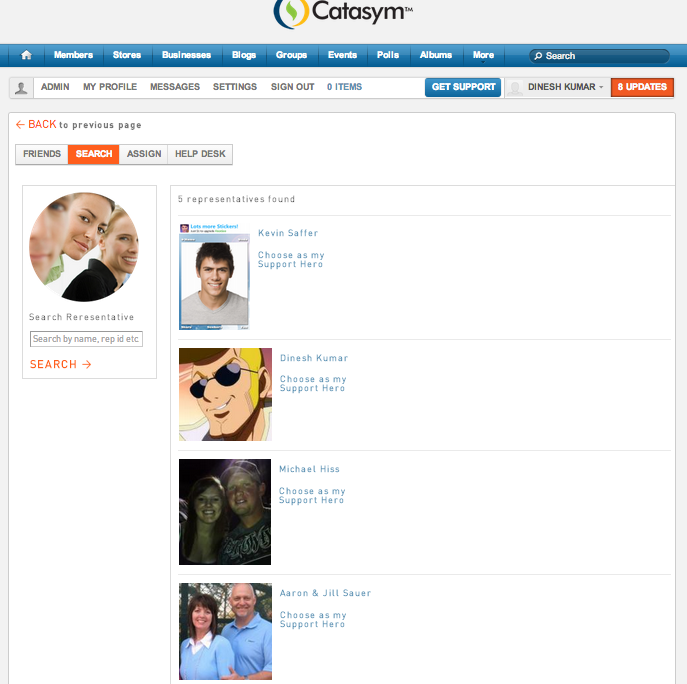 Catasym™
Members Stores Businesses Blogs Groups Events Polls Albums More Search
ADMIN MY PROFILE MESSAGES SETTINGS SIGN OUT 0 ITEMS GET SUPPORT DINESH KUMAR 8 UPDATES
← BACK to previous page
FRIENDS SEARCH ASSIGN HELP DESK
Search Reresentative
Search by name, rep id etc
SEARCH →
5 representatives found
Lots more Stickers!
Kevin Saffer
Choose as my
Support Hero
Dinesh Kumar
Choose as my
Support Hero
Michael Hiss
Choose as my
Support Hero
Aaron & Jill Sauer
Choose as my
Support Hero